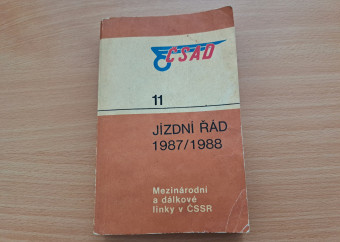 ČSAD
11
JÍZDNÍ ŘÁD
1987/1988
Mezinárodní
a dálkové
linky v ČSSR